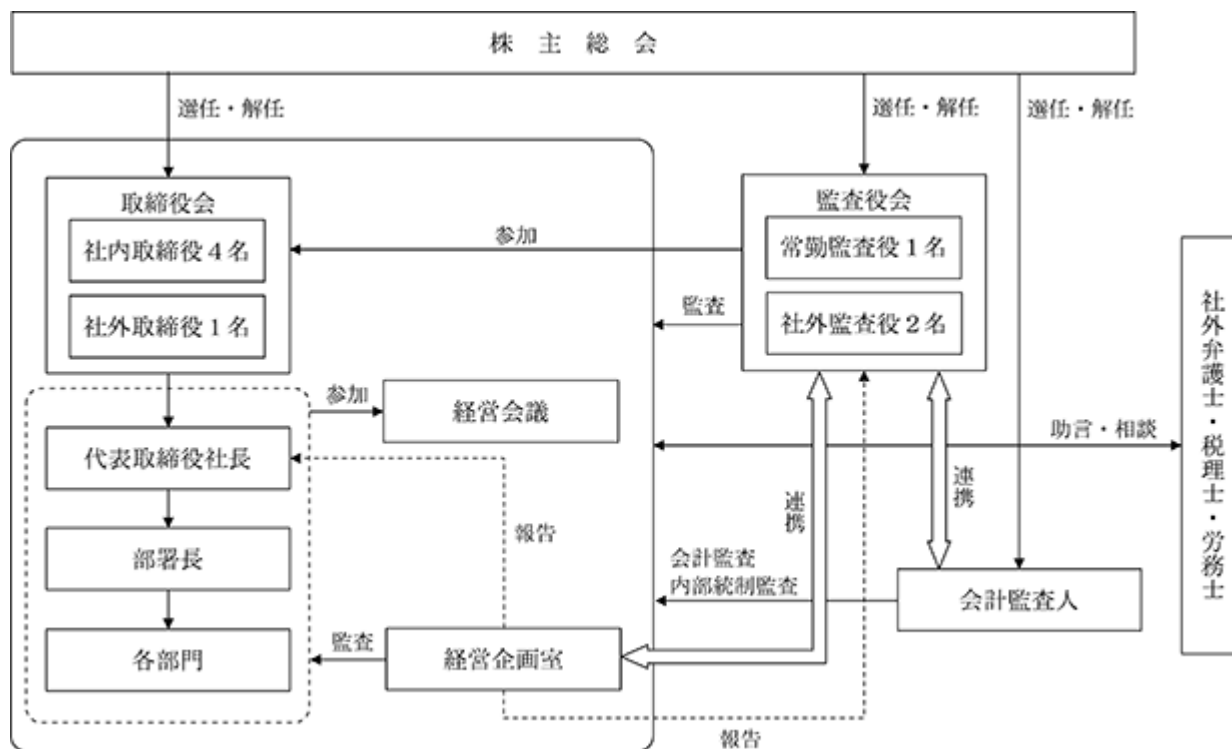 株主総会
選任・解任
選任・解任
選任・解任
取締役会
社内取締役4名
社外取締役1名
参加
監査役会
常勤監査役1名
社外監査役2名
監査
社外弁護士・税理士・労務士
参加
経営会議
代表取締役社長
助言・相談
連携
連携
報告
部署長
会計監査
内部統制監査
会計監査人
各部門
監査
経営企画室
報告